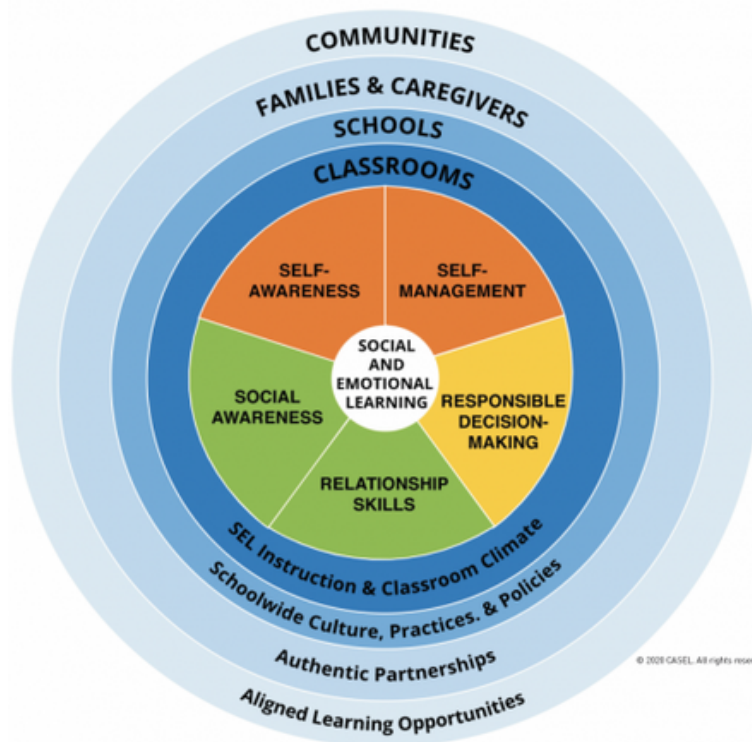 COMMUNITIES
FAMILIES & CAREGIVERS
SCHOOLS
CLASSROOMS
SELF-
AWARENESS
SELF-
MANAGEMENT
SOCIAL
AND
EMOTIONAL
LEARNING
SOCIAL
AWARENESS
RESPONSIBLE
DECISION-
MAKING
RELATIONSHIP
SKILLS
SEL Instruction & Classroom Climate
Schoolwide Culture, Practices. & Policies
Authentic Partnerships
Aligned Learning Opportunities
© 2020 CASEL. All rights rese